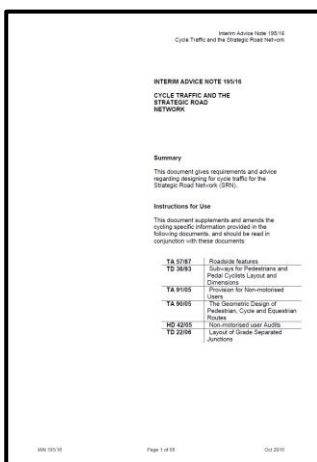 Interim Advice Note 195/16
Cycle Traffic and the Strategic Road Network
INTERIM ADVICE NOTE 195/16
CYCLE TRAFFIC AND THE
STRATEGIC ROAD
NETWORK
Summary
This document gives requirements and advice
regarding designing for cycle traffic for the
Strategic Road Network (SRN).
Instructions for Use
This document supplements and amends the
cycling specific information provided in the
following documents, and should be read in
conjunction with these documents:
TA 57/87 Roadside features
TD 36/93 Subways for Pedestrians and
Pedal Cyclists Layout and
Dimensions
TA 91/05 Provision for Non-motorised
Users
TA 90/05 The Geometric Design of
Pedestrian, Cycle and Equestrian
Routes
HD 42/05 Non-motorised user Audits
TD 22/06 Layout of Grade Separated
Junctions
IAN 195/16 Page 1 of 58 Oct 2016